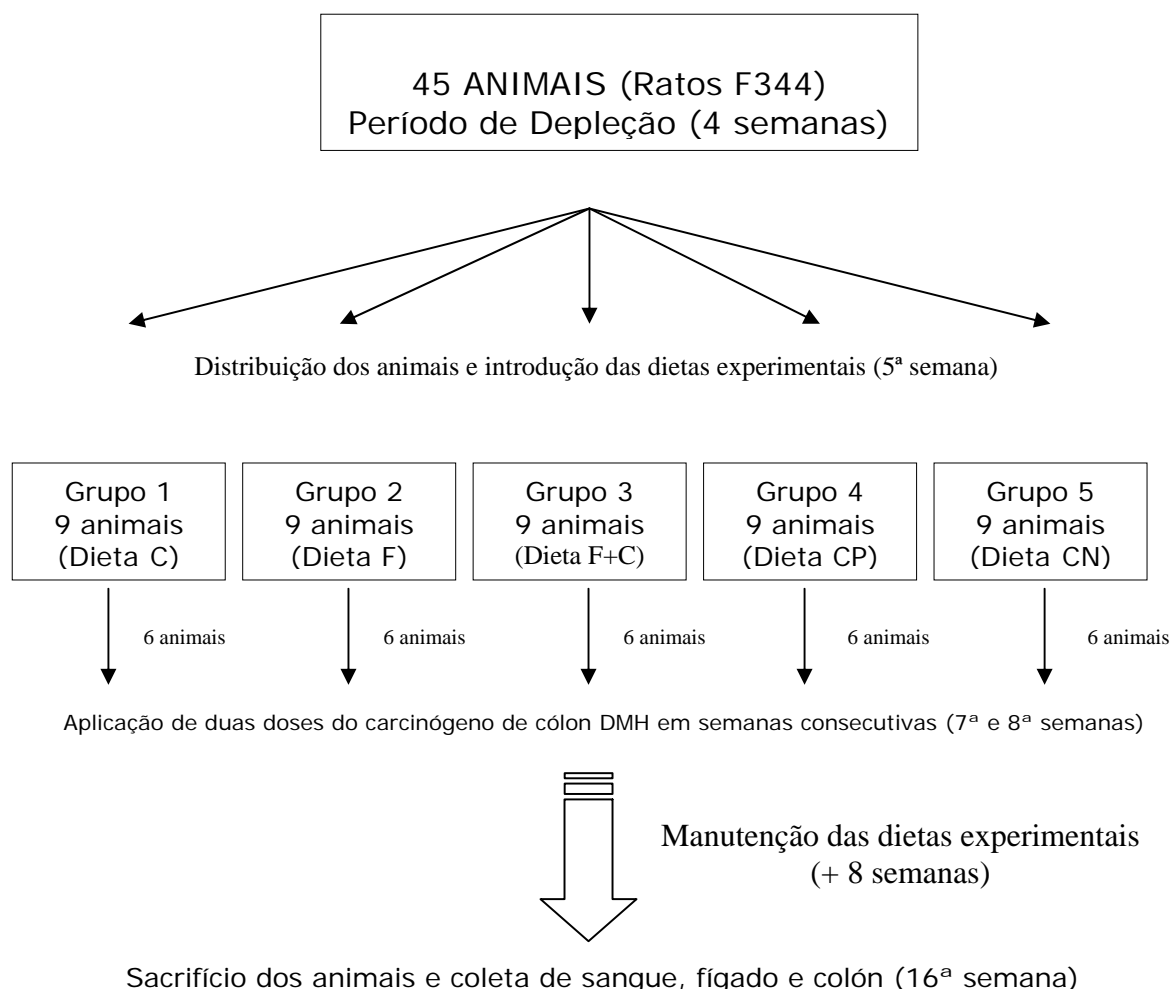 45 ANIMAIS (Ratos F344)
Período de Depleção (4 semanas)
Distribuição dos animais e introdução das dietas experimentais (5ª semana)
Grupo 1
9 animais
(Dieta C)
Grupo 2
9 animais
(Dieta F)
Grupo 3
9 animais
(Dieta F+C)
Grupo 4
9 animais
(Dieta CP)
Grupo 5
9 animais
(Dieta CN)
6 animais
6 animais
6 animais
6 animais
6 animais
Aplicação de duas doses do carcinógeno de cólon DMH em semanas consecutivas (7ª e 8ª semanas)
Manutenção das dietas experimentais
(+ 8 semanas)
Sacrifício dos animais e coleta de sangue, fígado e colón (16ª semana)